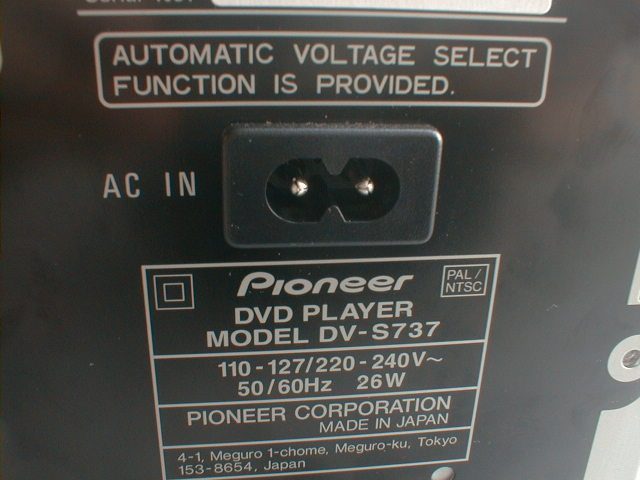 AUTOMATIC VOLTAGE SELECT
FUNCTION IS PROVIDED.
AC IN
Pioneer
PAL/
NTSC
DVD PLAYER
MODEL DV-S737
110-127/220-240V~
50/60Hz 26W
PIONEER CORPORATION
MADE IN JAPAN
4-1, Meguro 1-chome, Meguro-ku, Tokyo
153-8654, Japan